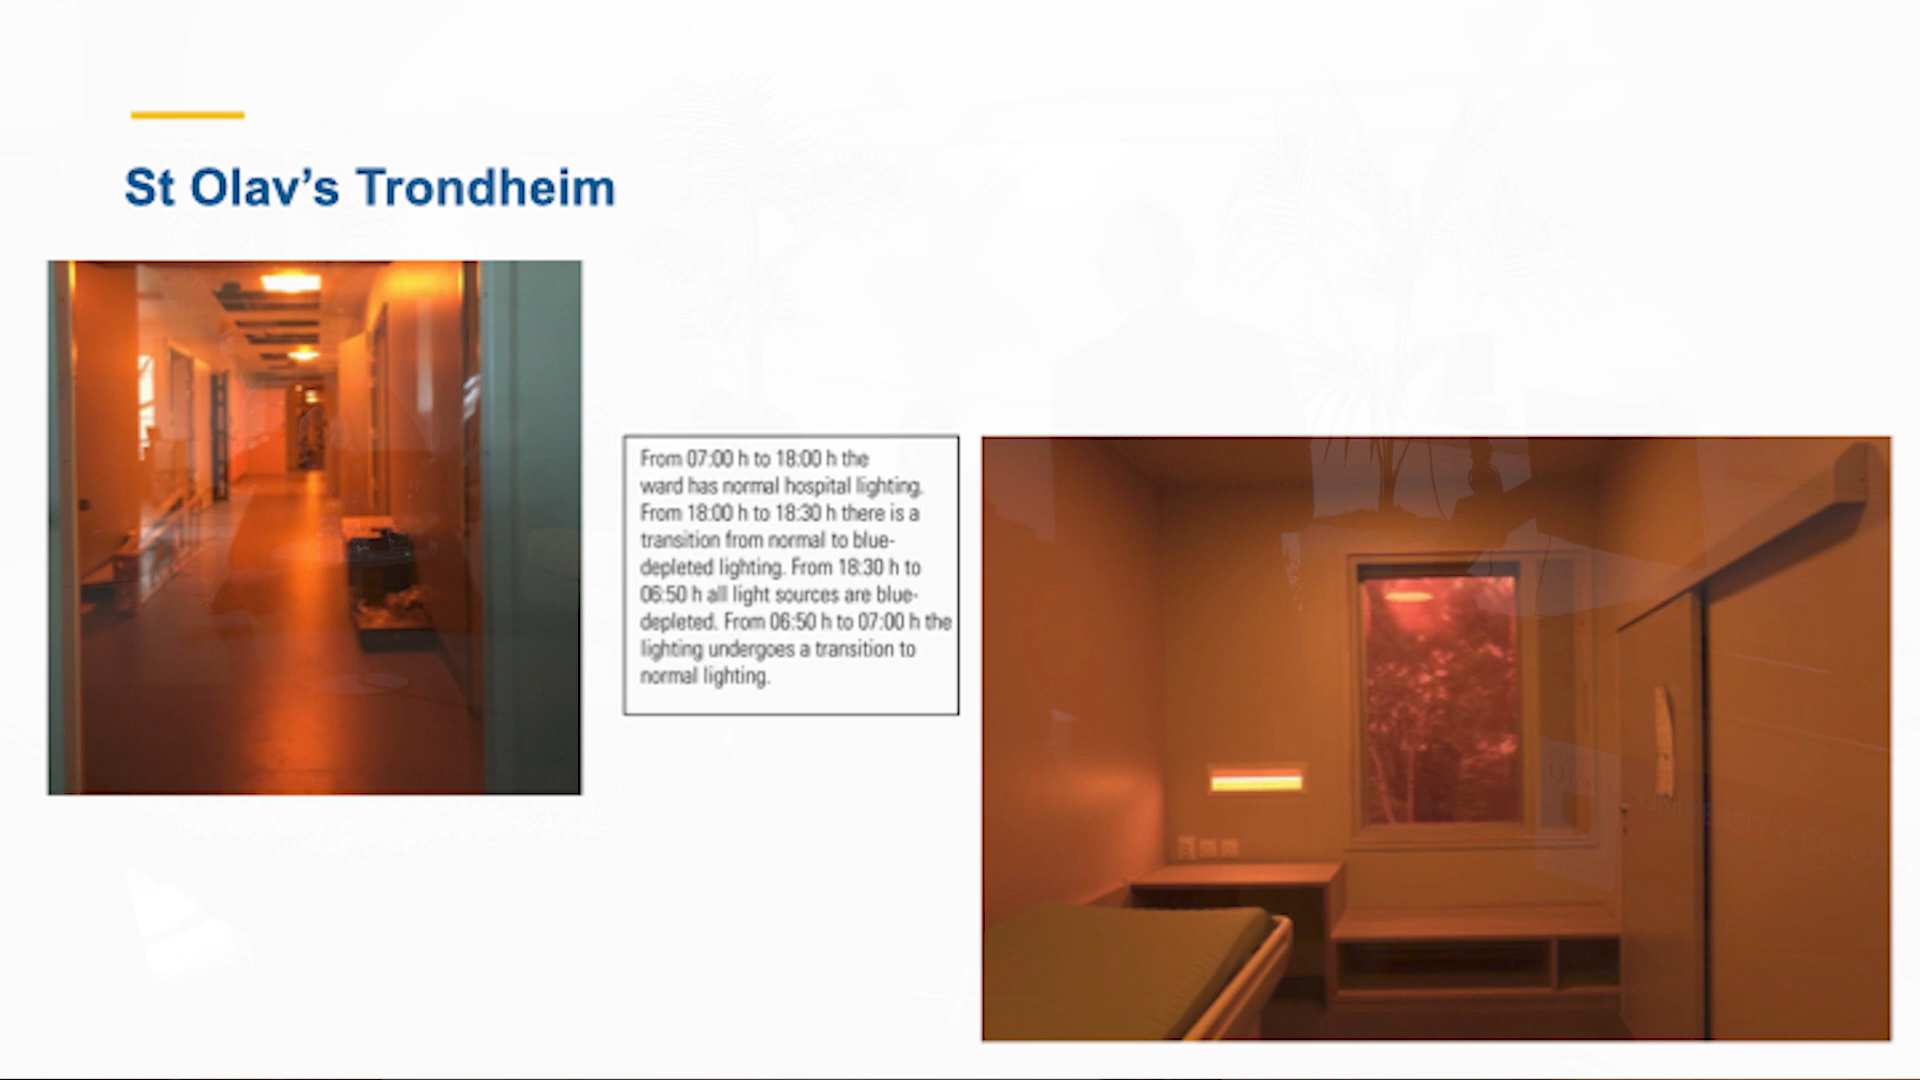 St Olav’s Trondheim
From 07:00 h to 18:00 h the
ward has normal hospital lighting.
From 18:00 h to 18:30 h there is a
transition from normal to blue-
depleted lighting. From 18:30 h to
06:50 h all light sources are blue-
depleted. From 06:50 h to 07:00 h the
lighting undergoes a transition to
normal lighting.